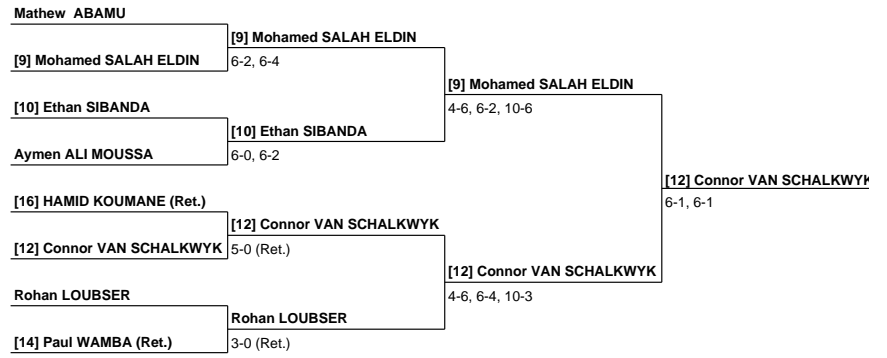 Mathew ABAMU
[9] Mohamed SALAH ELDIN
[9] Mohamed SALAH ELDIN
6-2, 6-4
[9] Mohamed SALAH ELDIN
4-6, 6-2, 10-6
[10] Ethan SIBANDA
[10] Ethan SIBANDA
Aymen ALI MOUSSA
6-0, 6-2
[12] Connor VAN SCHALKWYK
6-1, 6-1
[16] HAMID KOUMANE (Ret.)
[12] Connor VAN SCHALKWYK
[12] Connor VAN SCHALKWYK
5-0 (Ret.)
[12] Connor VAN SCHALKWYK
4-6, 6-4, 10-3
Rohan LOUBSER
Rohan LOUBSER
[14] Paul WAMBA (Ret.)
3-0 (Ret.)